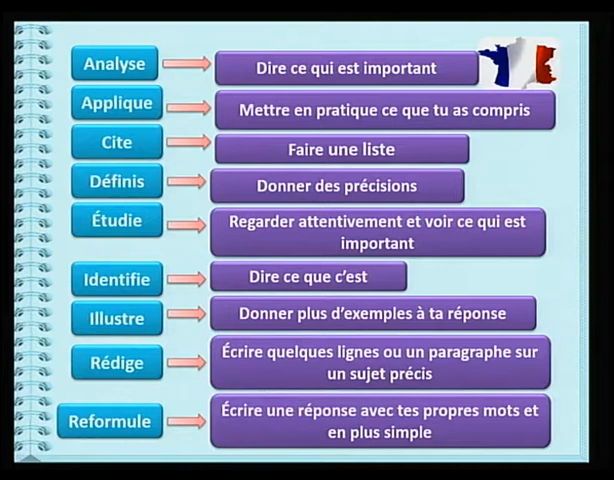 Analyse
Dire ce qui est important
Applique
Mettre en pratique ce que tu as compris
Cite
Faire une liste
Définis
Donner des précisions
Étudie
Regarder attentivement et voir ce qui est
important
Identifie
Dire ce que c'est
Illustre
Donner plus d'exemples à ta réponse
Rédige
Écrire quelques lignes ou un paragraphe sur
un sujet précis
Reformule
Écrire une réponse avec tes propres mots et
en plus simple